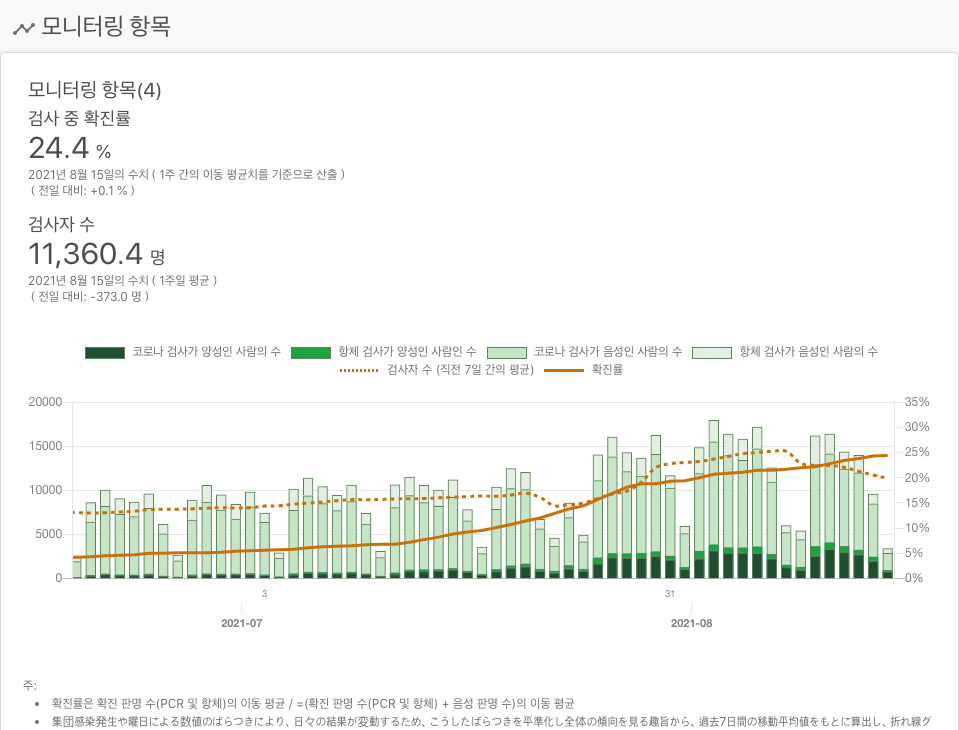 모니터링 항목
모니터링 항목(4)
검사 중 확진률
24.4 %
2021년 8월 15일의 수치 ( 1주 간의 이동 평균치를 기준으로 산출 )
( 전일 대비: +0.1 % )
검사자 수
11,360.4 명
2021년 8월 15일의 수치 ( 1주일 평균 )
( 전일 대비: -373.0 명 )
코로나 검사가 양성인 사람의 수 항체 검사가 양성인 사람인 수 코로나 검사가 음성인 사람의 수 항체 검사가 음성인 사람의 수
검사자 수 (직전 7일 간의 평균) 확진률
20000 35%
30%
15000 25%
20%
10000 15%
5000 10%
5%
0 0%
3 31
2021-07 2021-08
주:
• 확진률은 확진 판명 수(PCR 및 항체)의 이동 평균 / =(확진 판명 수(PCR 및 항체) + 음성 판명 수)의 이동 평균
• 集団感染発生や曜日による数値のばらつきにより、日々の結果が変動するため、こうしたばらつきを平準化し全体の傾向を見る趣旨から、過去7日間の移動平均値をもとに算出し、折れ線グ